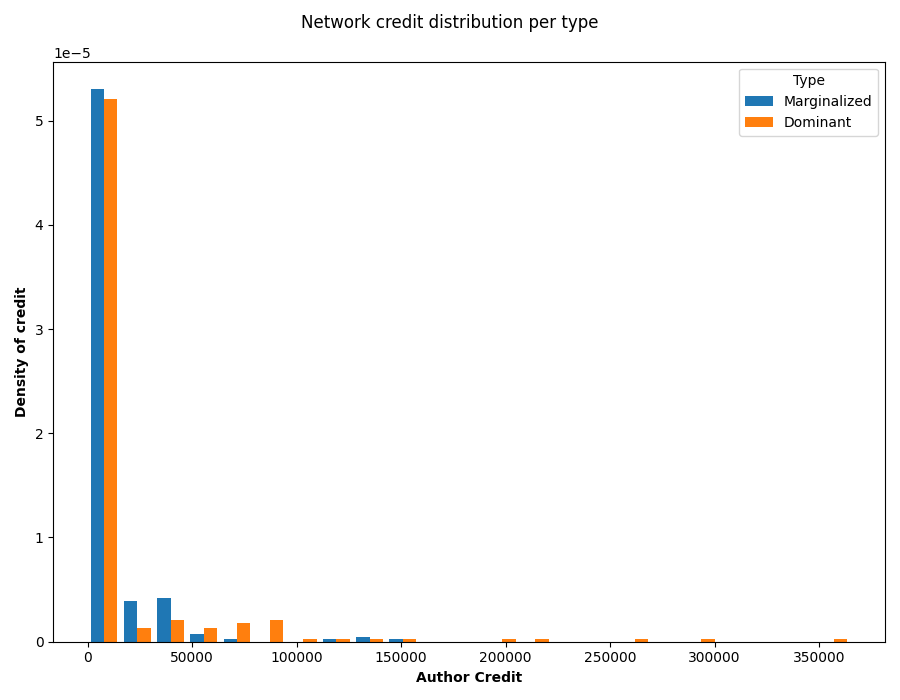 Network credit distribution per type
1e−5
Type
Marginalized
Dominant
5
4
3
2
1
0
Density of credit
0 50000 100000 150000 200000 250000 300000 350000
Author Credit